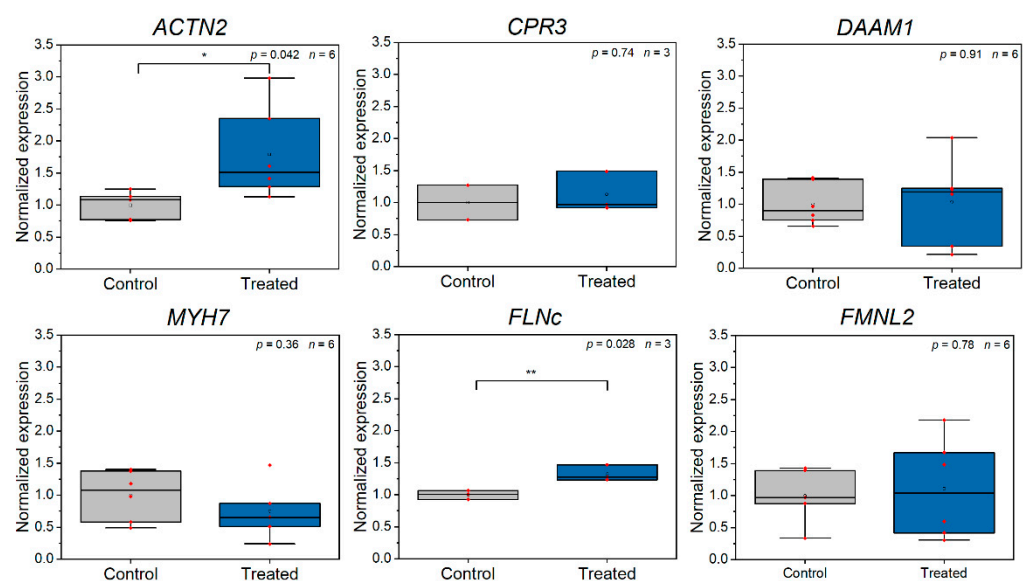 ACTN2
Normalized expression
3.5
3.0
2.5
2.0
1.5
1.0
0.5
0.0
p = 0.042 n = 6
*
Control Treated
CPR3
Normalized expression
3.5
3.0
2.5
2.0
1.5
1.0
0.5
0.0
p = 0.74 n = 3
Control Treated
DAAM1
Normalized expression
3.5
3.0
2.5
2.0
1.5
1.0
0.5
0.0
p = 0.91 n = 6
Control Treated
MYH7
Normalized expression
3.5
3.0
2.5
2.0
1.5
1.0
0.5
0.0
p = 0.36 n = 6
Control Treated
FLNc
Normalized expression
3.5
3.0
2.5
2.0
1.5
1.0
0.5
0.0
p = 0.028 n = 3
**
Control Treated
FMNL2
Normalized expression
3.5
3.0
2.5
2.0
1.5
1.0
0.5
0.0
p = 0.78 n = 6
Control Treated